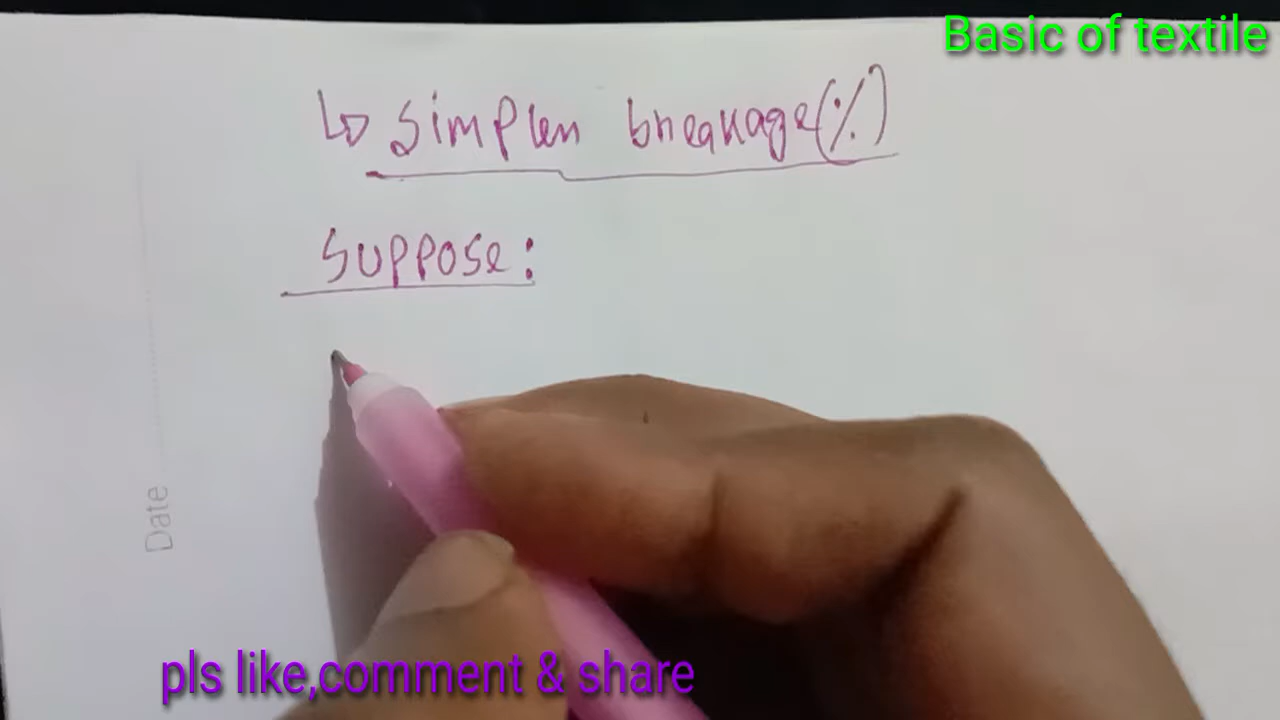 Basic of textile
↳ Simplex breakage(%)
Suppose:
Date
pls like,comment & share